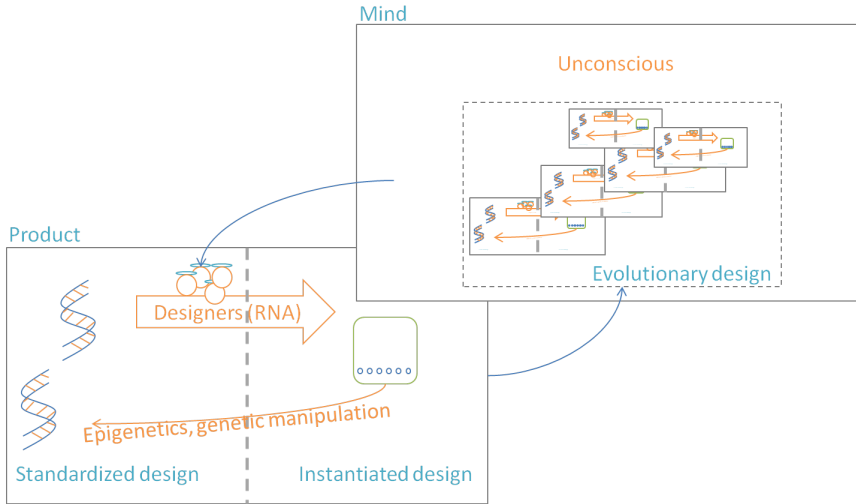 Mind
Unconscious
Evolutionary design
Product
Designers (RNA)
Epigenetics, genetic manipulation
Standardized design
Instantiated design